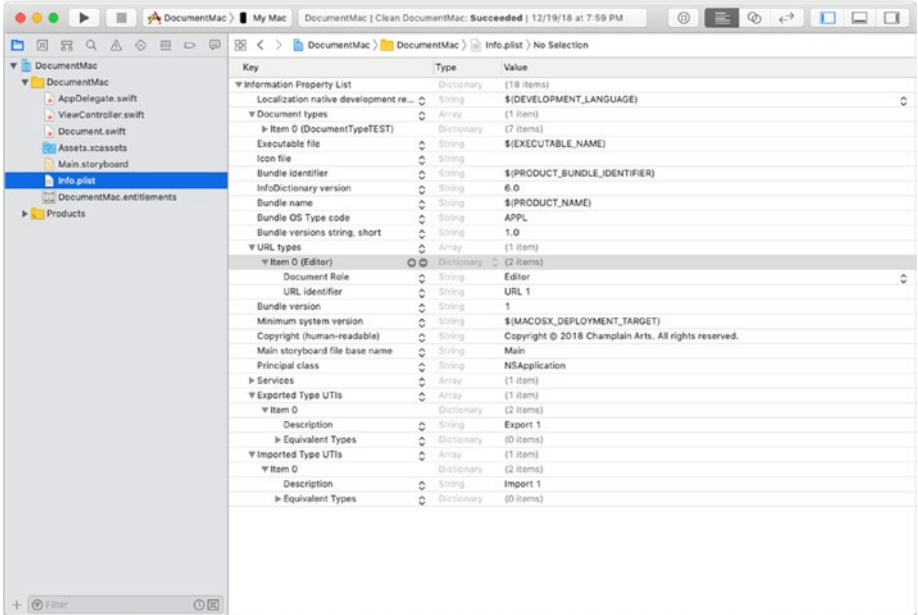 DocumentMac My Mac DocumentMac | Clean DocumentMac: Succeeded | 12/19/18 at 7:59 PM
DocumentMac DocumentMac Info.plist No Selection
DocumentMac
DocumentMac
AppDelegate.swift
ViewController.swift
Document.swift
Assets.xcassets
Main.storyboard
Info.plist
DocumentMac.entitlements
Products
Filter
Key Type Value
Information Property List Dictionary (18 items)
Localization native development re... String $(DEVELOPMENT_LANGUAGE)
Document types Array (1 item)
Item 0 (DocumentTypeTEST) Dictionary (7 items)
Executable file String $(EXECUTABLE_NAME)
Icon file String
Bundle identifier String $(PRODUCT_BUNDLE_IDENTIFIER)
InfoDictionary version String 6.0
Bundle name String $(PRODUCT_NAME)
Bundle OS Type code String APPL
Bundle versions string, short String 1.0
URL types Array (1 item)
Item 0 (Editor) Dictionary (2 items)
Document Role String Editor
URL identifier String URL 1
Bundle version String 1
Minimum system version String $(MACOSX_DEPLOYMENT_TARGET)
Copyright (human-readable) String Copyright © 2018 Champlain Arts. All rights reserved.
Main storyboard file base name String Main
Principal class String NSApplication
Services Array (1 item)
Exported Type UTIs Array (1 item)
Item 0 Dictionary (2 items)
Description String Export 1
Equivalent Types Dictionary (0 items)
Imported Type UTIs Array (1 item)
Item 0 Dictionary (2 items)
Description String Import 1
Equivalent Types Dictionary (0 items)